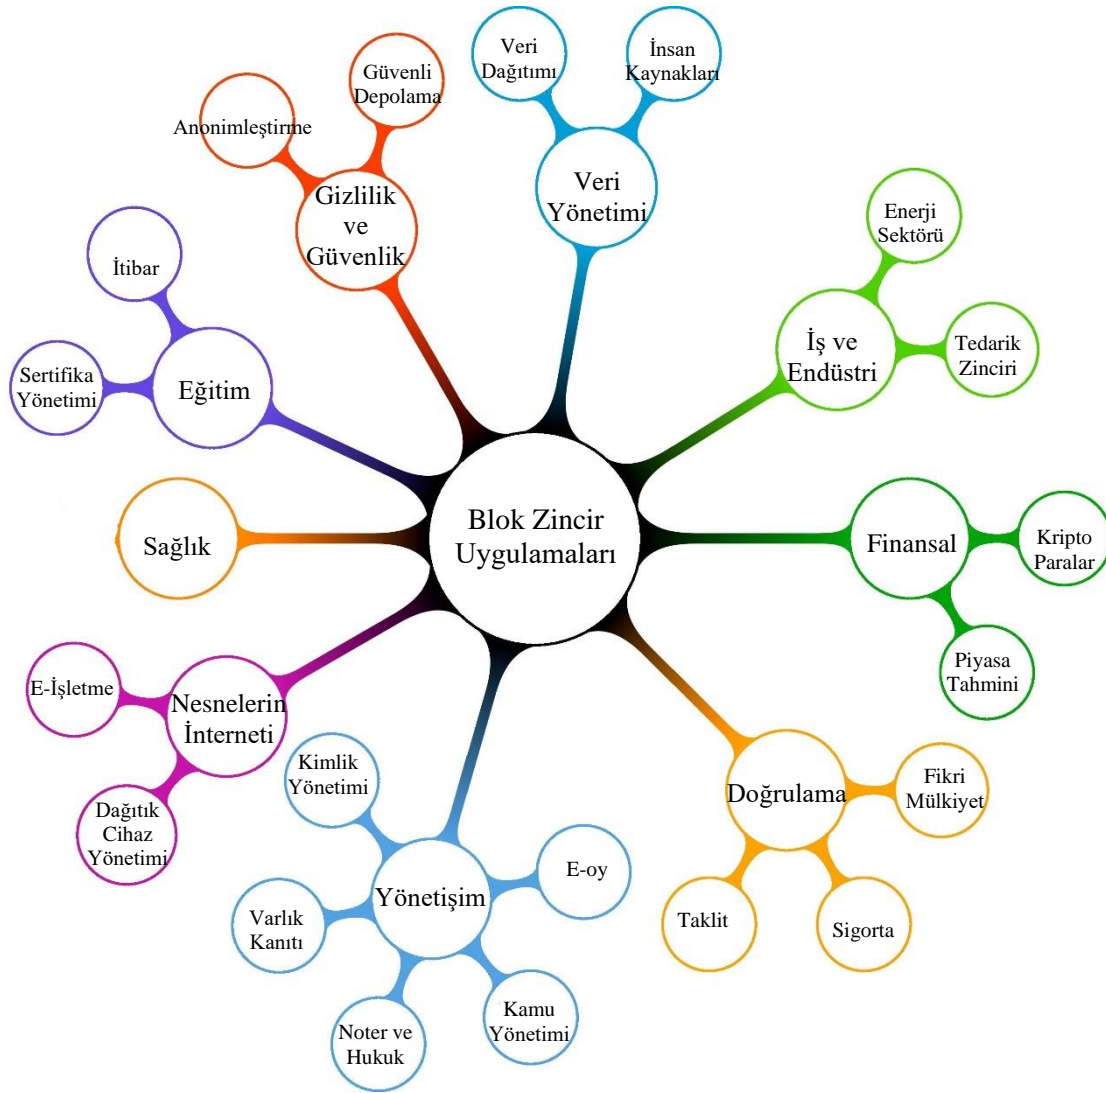 Blok Zincir
Uygulamaları
Veri
Yönetimi
Veri
Dağıtımı
İnsan
Kaynakları
İş ve
Endüstri
Enerji
Sektörü
Tedarik
Zinciri
Finansal
Kripto
Paralar
Piyasa
Tahmini
Doğrulama
Fikri
Mülkiyet
Sigorta
Taklit
Yönetişim
E-oy
Kamu
Yönetimi
Noter ve
Hukuk
Varlık
Kanıtı
Kimlik
Yönetimi
Nesnelerin
İnterneti
Dağıtık
Cihaz
Yönetimi
E-İşletme
Sağlık
Eğitim
Sertifika
Yönetimi
İtibar
Gizlilik
ve
Güvenlik
Anonimleştirme
Güvenli
Depolama